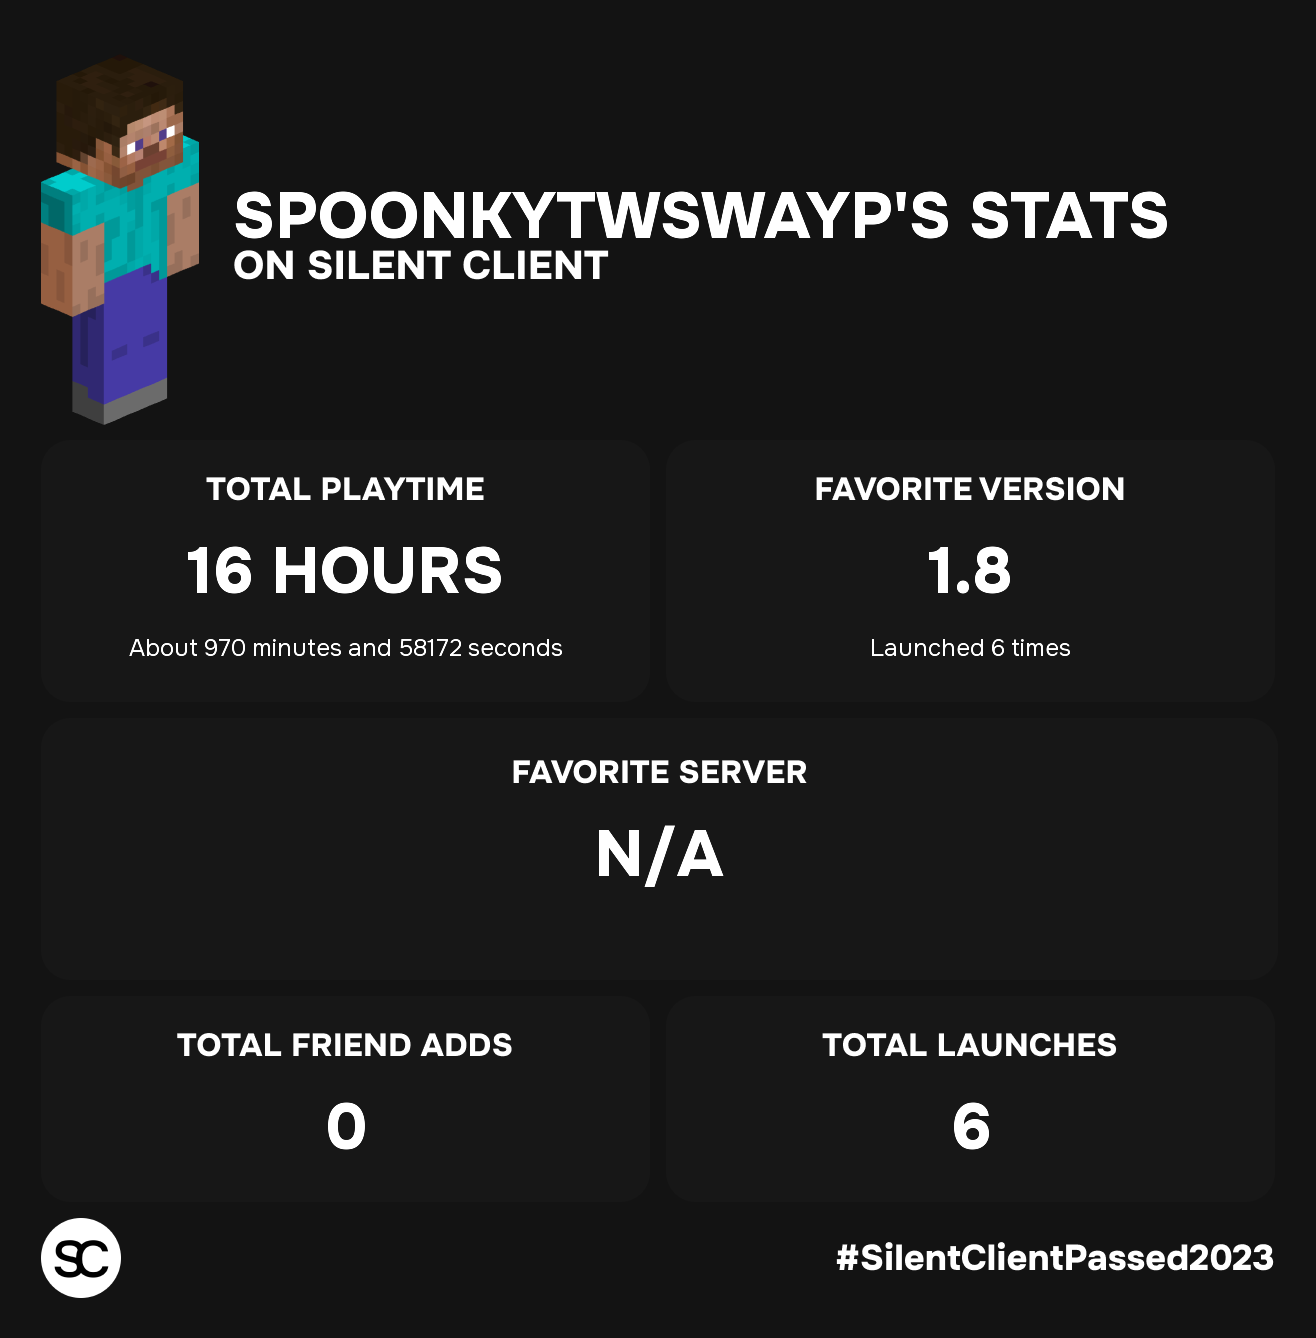 SPOONKYTWSWAYP'S STATS
ON SILENT CLIENT
TOTAL PLAYTIME
16 HOURS
About 970 minutes and 58172 seconds
FAVORITE VERSION
1.8
Launched 6 times
FAVORITE SERVER
N/A
TOTAL FRIEND ADDS
0
TOTAL LAUNCHES
6
SC
#SilentClientPassed2023